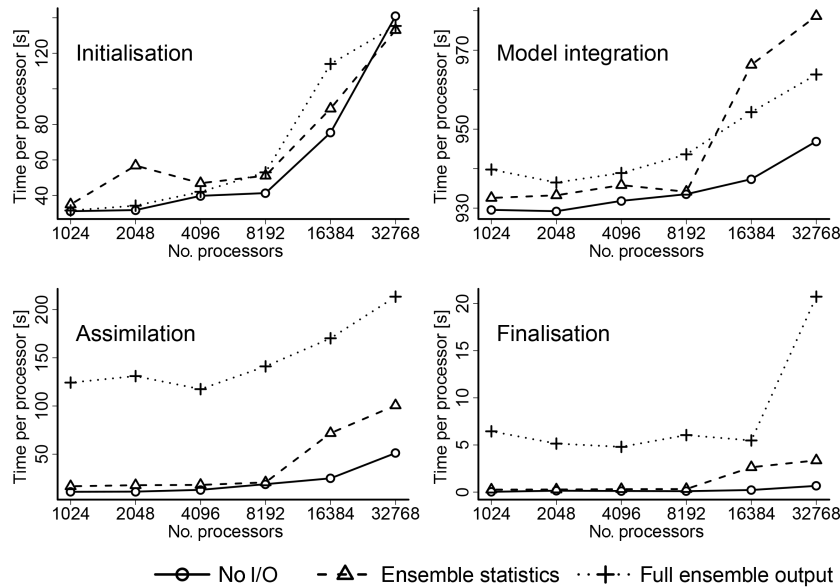 Initialisation
Time per processor [s]
120
80
60
40
1024 2048 4096 8192 16384 32768
No. processors
Model integration
Time per processor [s]
970
950
930
1024 2048 4096 8192 16384 32768
No. processors
Assimilation
Time per processor [s]
200
150
100
50
1024 2048 4096 8192 16384 32768
No. processors
Finalisation
Time per processor [s]
20
15
10
5
0
1024 2048 4096 8192 16384 32768
No. processors
No I/O Ensemble statistics Full ensemble output